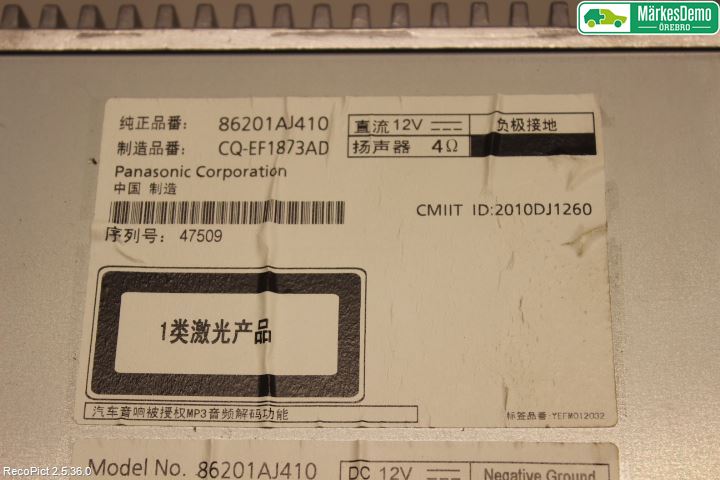 MärkesDemo
ÖREBRO
纯正品番: 86201AJ410
直流 12V
负极接地
制造品番: CQ-EF1873AD
扬声器 4Ω
Panasonic Corporation
中国 制造
CMIIT ID:2010DJ1260
序列号: 47509
1类激光产品
汽车音响被授权MP3音频解码功能
标签品番:YEFM012032
Model No. 86201AJ410
DC 12V
Negative Ground
RecoPict 2.5.36.0